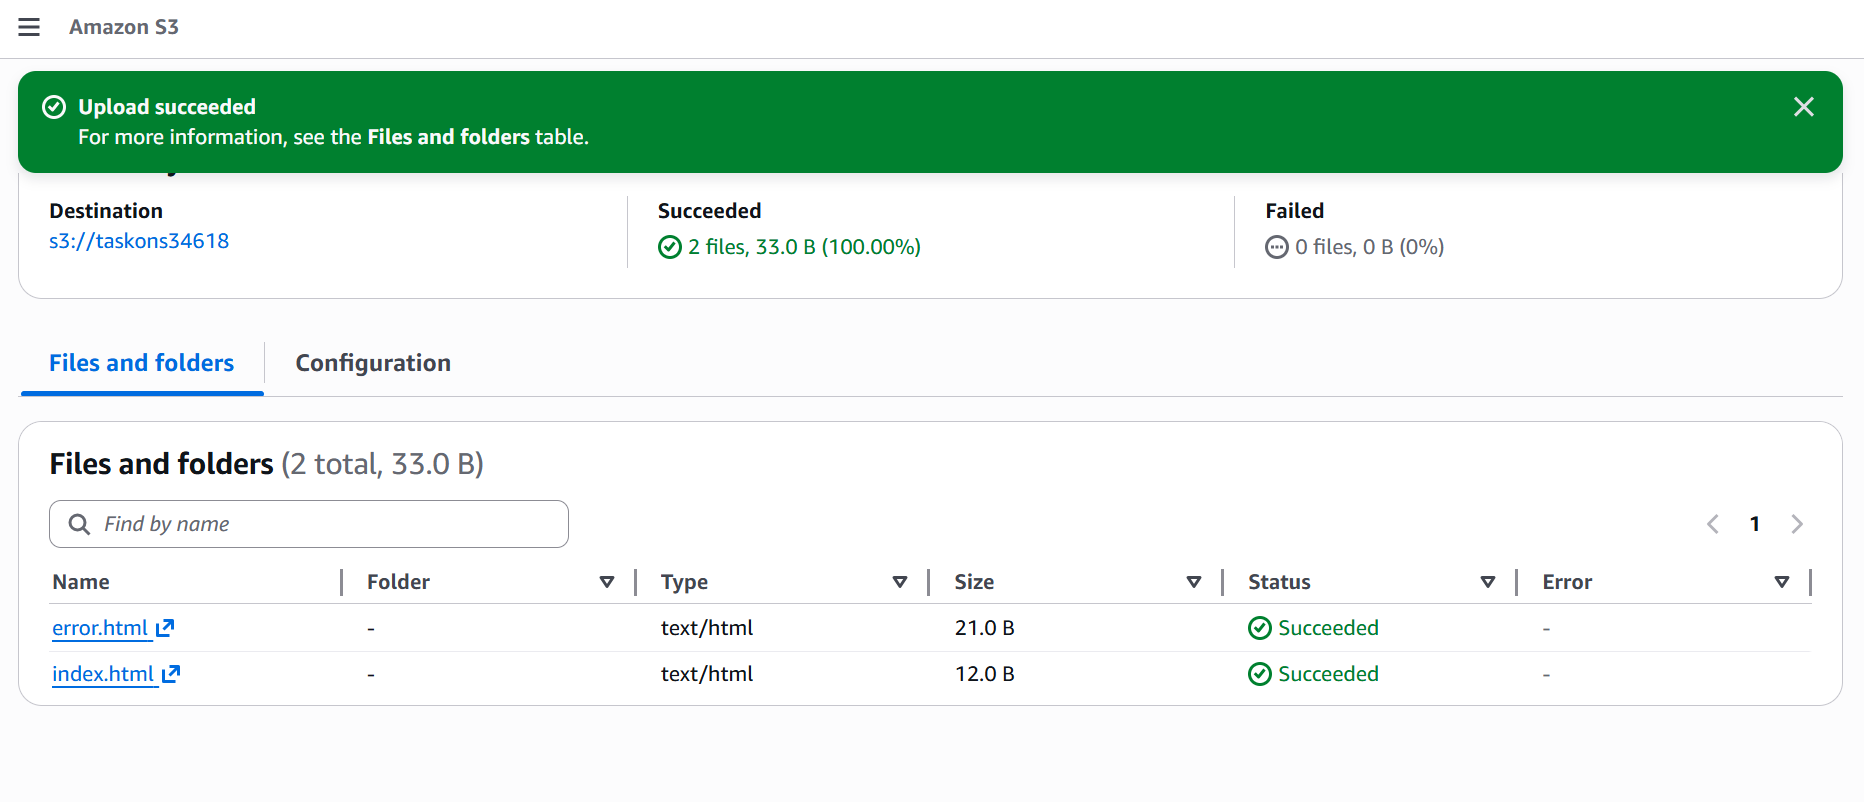 Amazon S3
Upload succeeded
For more information, see the Files and folders table.
Destination
s3://taskons34618
Succeeded
2 files, 33.0 B (100.00%)
Failed
0 files, 0 B (0%)
Files and folders
Configuration
Files and folders (2 total, 33.0 B)
Find by name
1
Name Folder Type Size Status Error
error.html - text/html 21.0 B Succeeded -
index.html - text/html 12.0 B Succeeded -